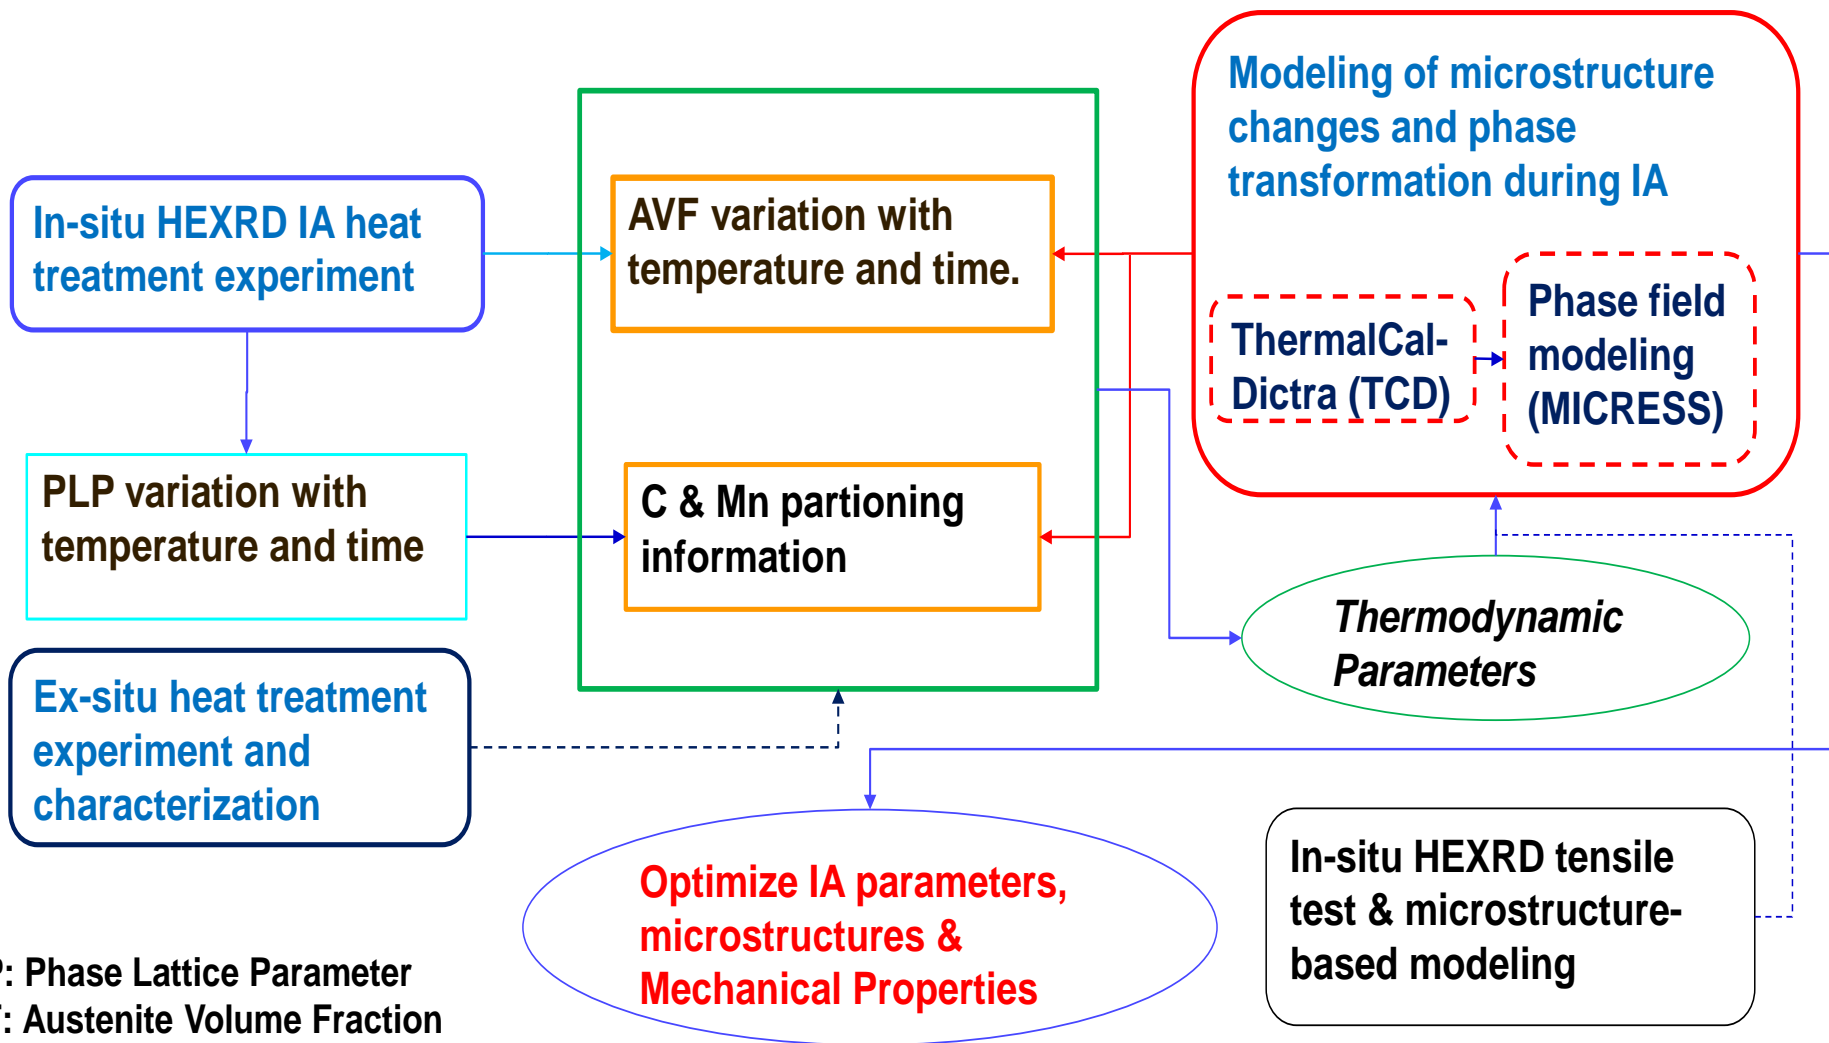 Modeling of microstructure
changes and phase
transformation during IA
In-situ HEXRD IA heat
treatment experiment
AVF variation with
temperature and time.
ThermalCal-
Dictra (TCD)
Phase field
modeling
(MICRESS)
PLP variation with
temperature and time
C & Mn partioning
information
Thermodynamic
Parameters
Ex-situ heat treatment
experiment and
characterization
Optimize IA parameters,
microstructures &
Mechanical Properties
In-situ HEXRD tensile
test & microstructure-
based modeling
: Phase Lattice Parameter
: Austenite Volume Fraction